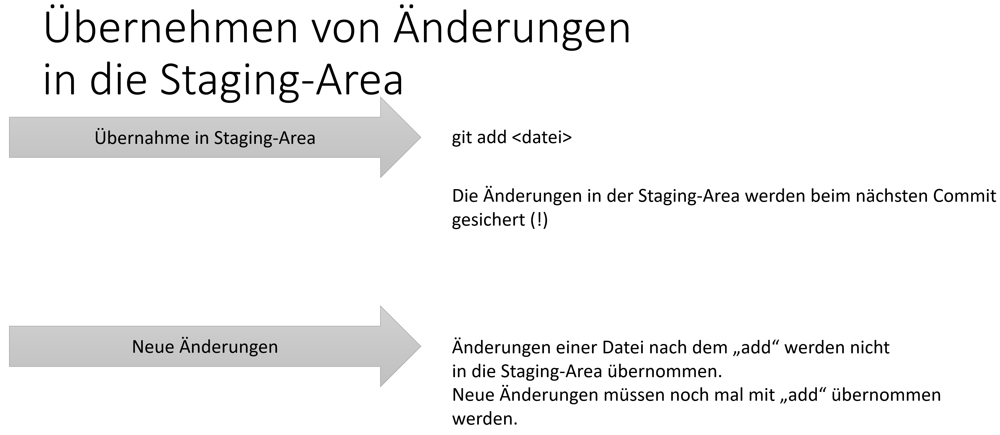 Übernehmen von Änderungen
in die Staging-Area
Übernahme in Staging-Area
git add <datei>
Die Änderungen in der Staging-Area werden beim nächsten Commit
gesichert (!)
Neue Änderungen
Änderungen einer Datei nach dem „add“ werden nicht
in die Staging-Area übernommen.
Neue Änderungen müssen noch mal mit „add“ übernommen
werden.